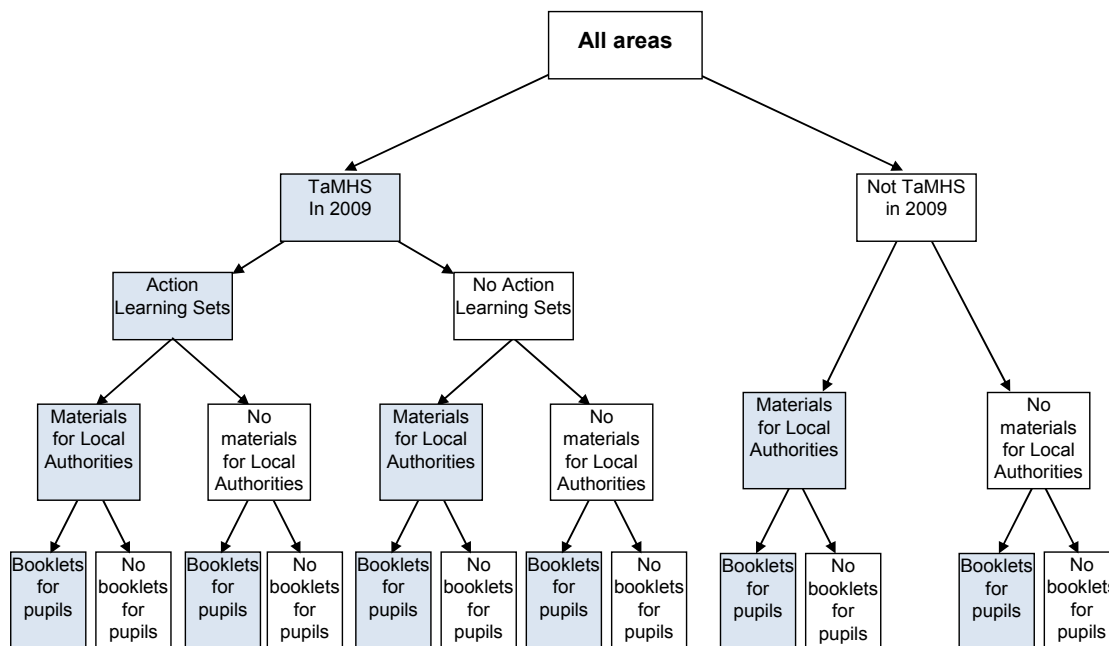 All areas
TaMHS
In 2009
Not TaMHS
in 2009
Action
Learning Sets
No Action
Learning Sets
Materials
for Local
Authorities
No
materials
for Local
Authorities
Materials
for Local
Authorities
No
materials
for Local
Authorities
Materials
for Local
Authorities
No
materials
for Local
Authorities
Booklets
for
pupils
No
booklets
for
pupils
Booklets
for
pupils
No
booklets
for
pupils
Booklets
for
pupils
No
booklets
for
pupils
Booklets
for
pupils
No
booklets
for
pupils
Booklets
for
pupils
No
booklets
for
pupils
Booklets
for
pupils
No
booklets
for
pupils